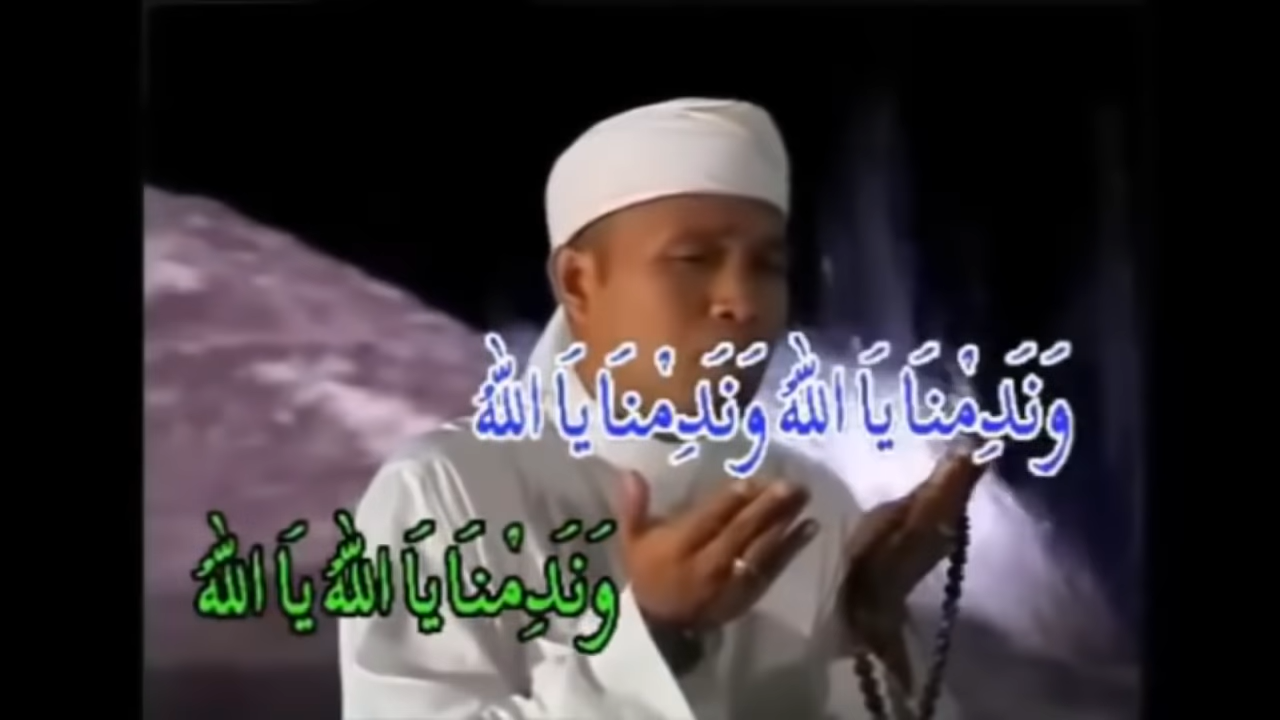 وَنَدِمْنَا يَا اللهُ وَنَدِمْنَا يَا اللهُ
وَنَدِمْنَا يَا اللهُ يَا اللهُ